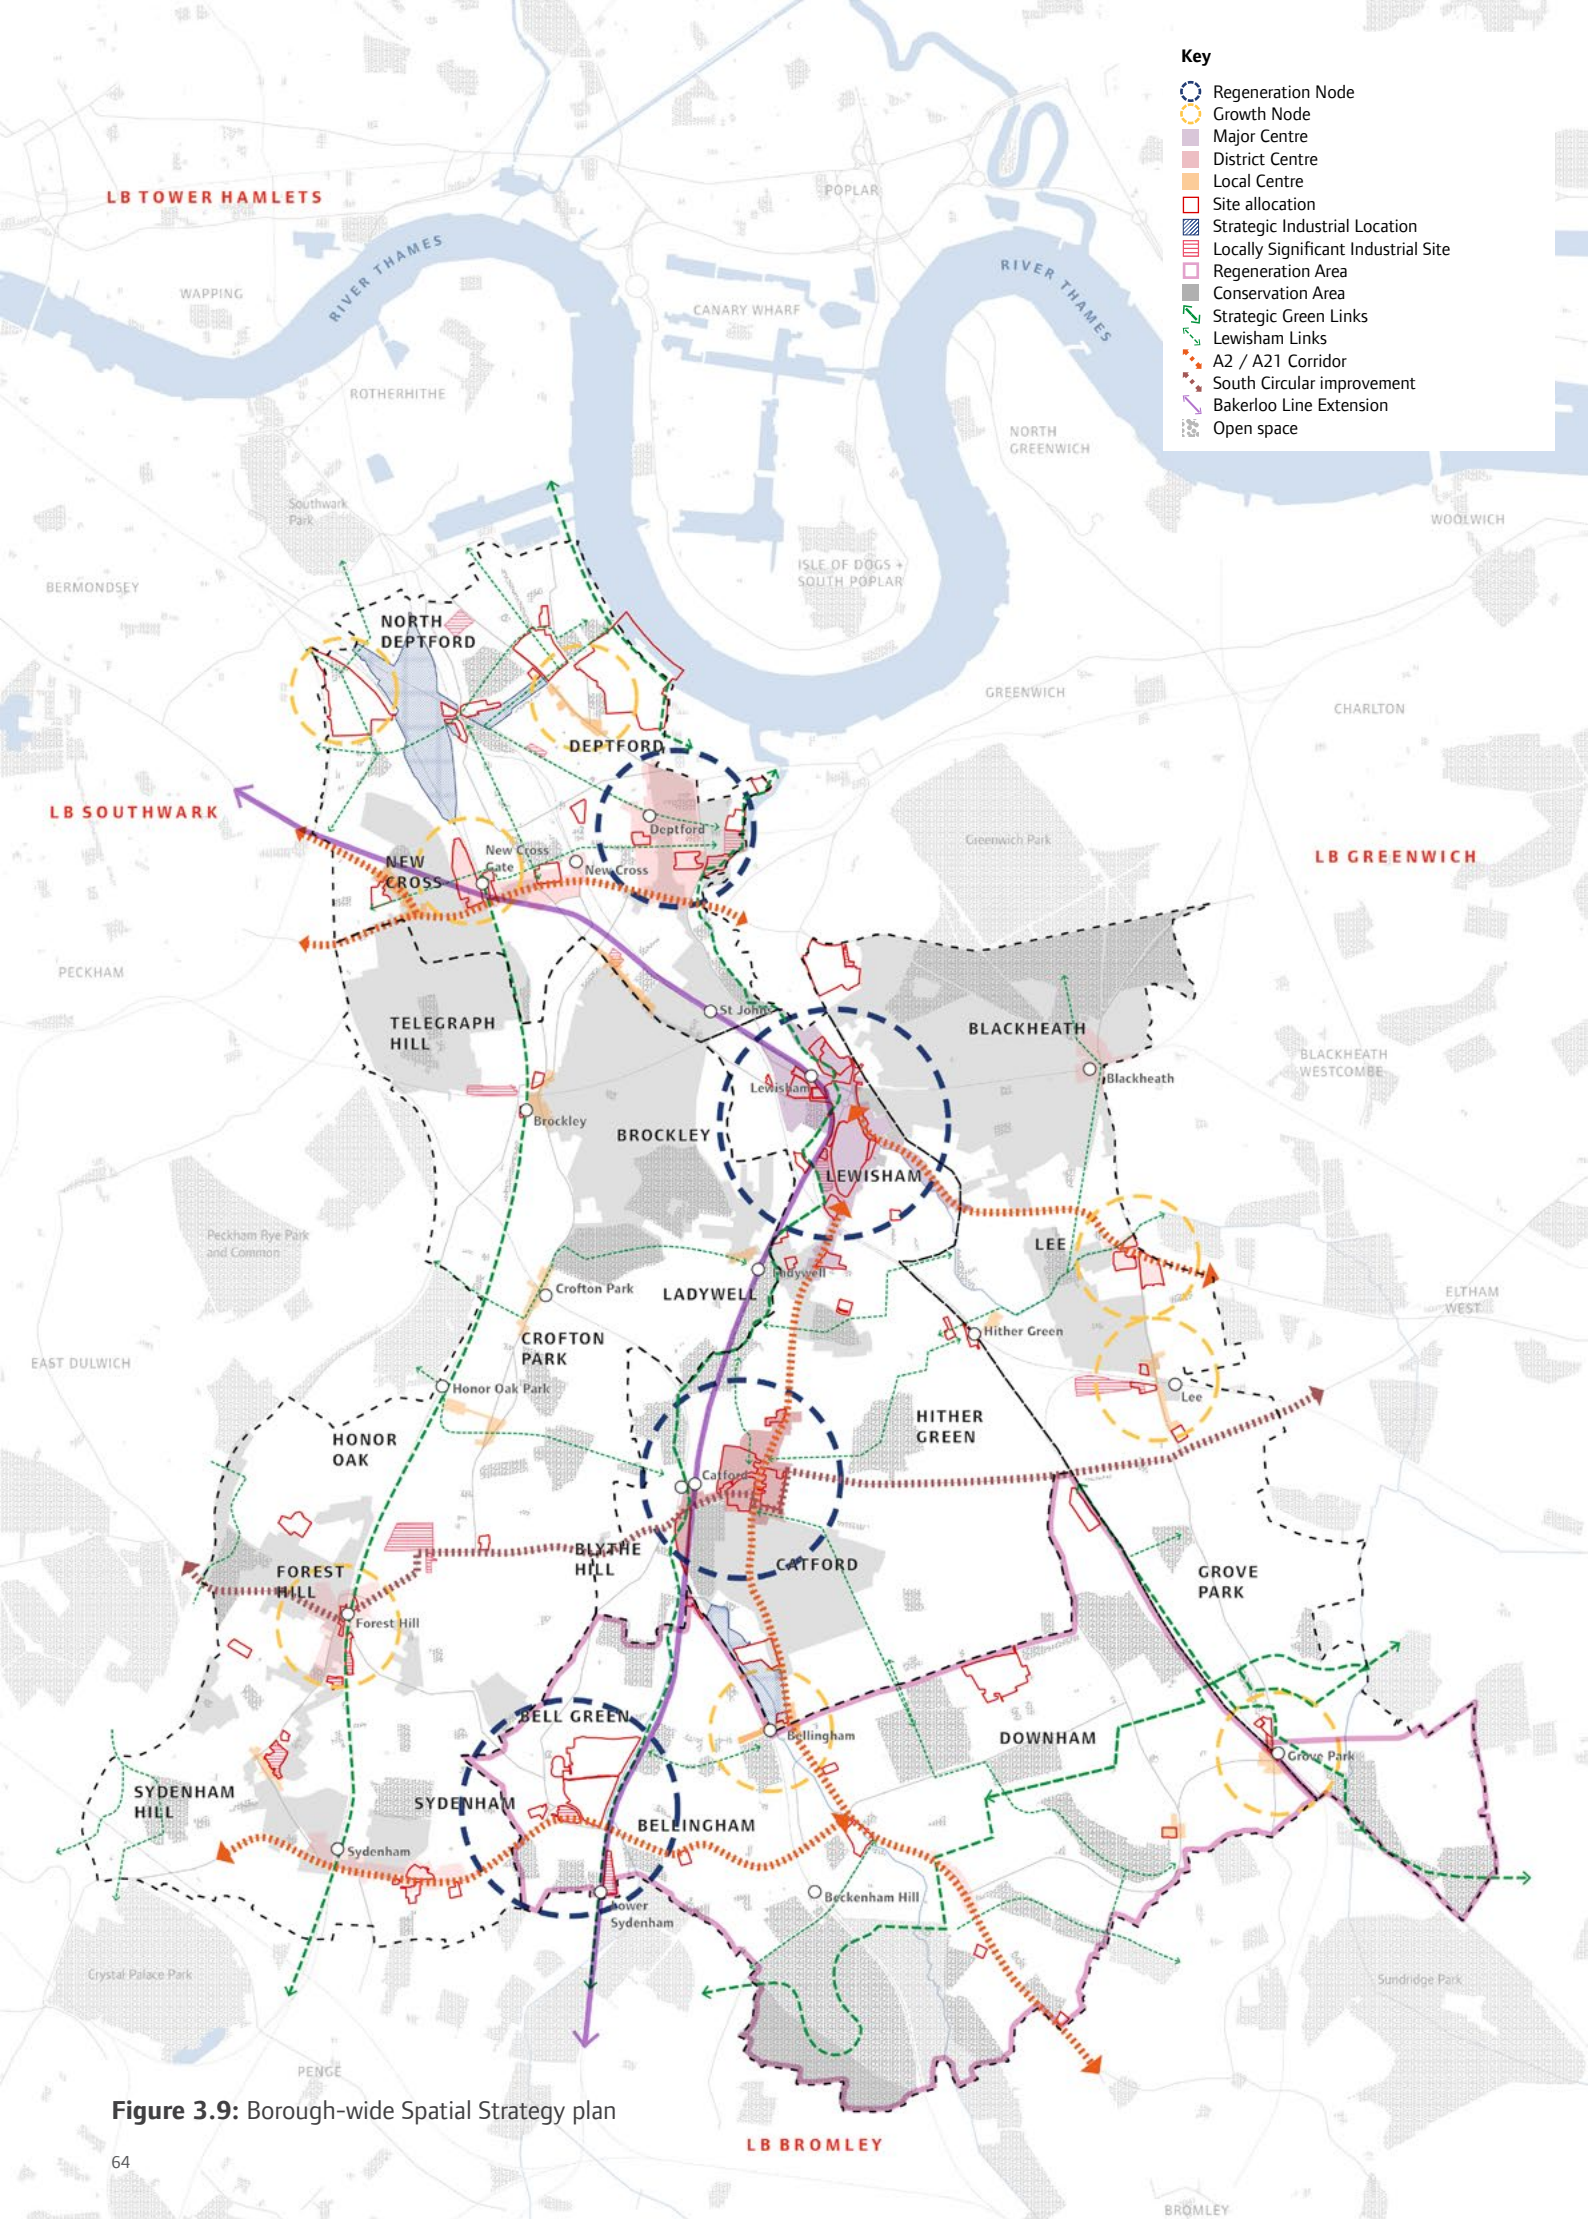 Key
Regeneration Node
Growth Node
Major Centre
District Centre
Local Centre
Site allocation
Strategic Industrial Location
Locally Significant Industrial Site
Regeneration Area
Conservation Area
Strategic Green Links
Lewisham Links
A2 / A21 Corridor
South Circular improvement
Bakerloo Line Extension
Open space
LB TOWER HAMLETS
POPLAR
RIVER THAMES
RIVER THAMES
WAPPING
CANARY WHARF
ROTHERHITHE
NORTH
GREENWICH
Southwark
Park
WOOLWICH
ISLE OF DOGS +
SOUTH POPLAR
BERMONDSEY
NORTH
DEPTFORD
GREENWICH
CHARLTON
DEPTFORD
LB SOUTHWARK
Deptford
Greenwich Park
LB GREENWICH
NEW
CROSS
New Cross
Gate
New Cross
PECKHAM
St Johns
TELEGRAPH
HILL
BLACKHEATH
BLACKHEATH
WESTCOMBE
Blackheath
Lewisham
Brockley
BROCKLEY
LEWISHAM
Peckham Rye Park
and Common
LEE
Ladywell
Crofton Park
LADYWELL
ELTHAM
WEST
CROFTON
PARK
Hither Green
EAST DULWICH
Honor Oak Park
Lee
HONOR
OAK
HITHER
GREEN
Catford
BLYTHE
HILL
CATFORD
FOREST
HILL
GROVE
PARK
Forest Hill
BELL GREEN
Bellingham
DOWNHAM
Grove Park
SYDENHAM
HILL
SYDENHAM
BELLINGHAM
Sydenham
Beckenham Hill
Lower
Sydenham
Crystal Palace Park
Sundridge Park
PENGE
Figure 3.9: Borough-wide Spatial Strategy plan
LB BROMLEY
64
BROMLEY